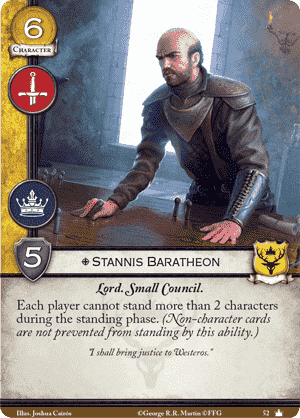 6
CHARACTER
5
STANNIS BARATHEON
Lord. Small Council.
Each player cannot stand more than 2 characters
during the standing phase. (Non-character cards
are not prevented from standing by this ability.)
"I shall bring justice to Westeros."
Illus. Joshua Cairós ©George R.R. Martin ©FFG 52